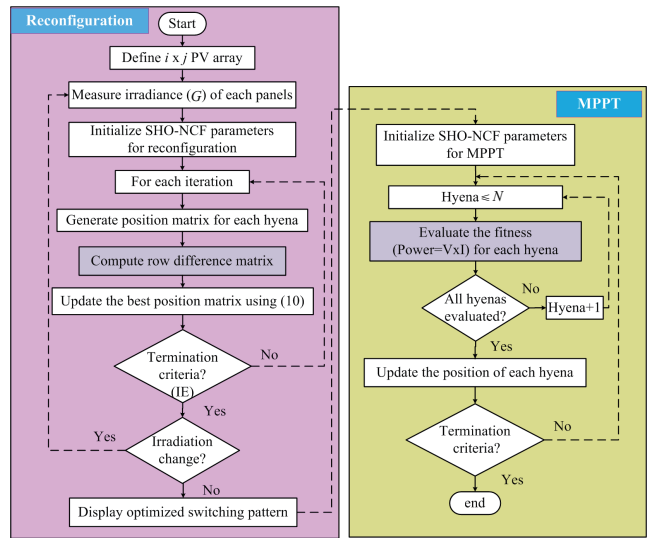 Reconfiguration
Start
Define i x j PV array
Measure irradiance (G) of each panels
Initialize SHO-NCF parameters
for reconfiguration
For each iteration
Generate position matrix for each hyena
Compute row difference matrix
Update the best position matrix using (10)
Termination
criteria?
(IE)
No
Yes
Yes
Irradiation
change?
No
Display optimized switching pattern
MPPT
Initialize SHO-NCF parameters
for MPPT
Hyena ⩽ N
Evaluate the fitness
(Power=VxI) for each hyena
All hyenas
evaluated?
No
Hyena+1
Yes
Update the position of each hyena
Termination
criteria?
No
Yes
end